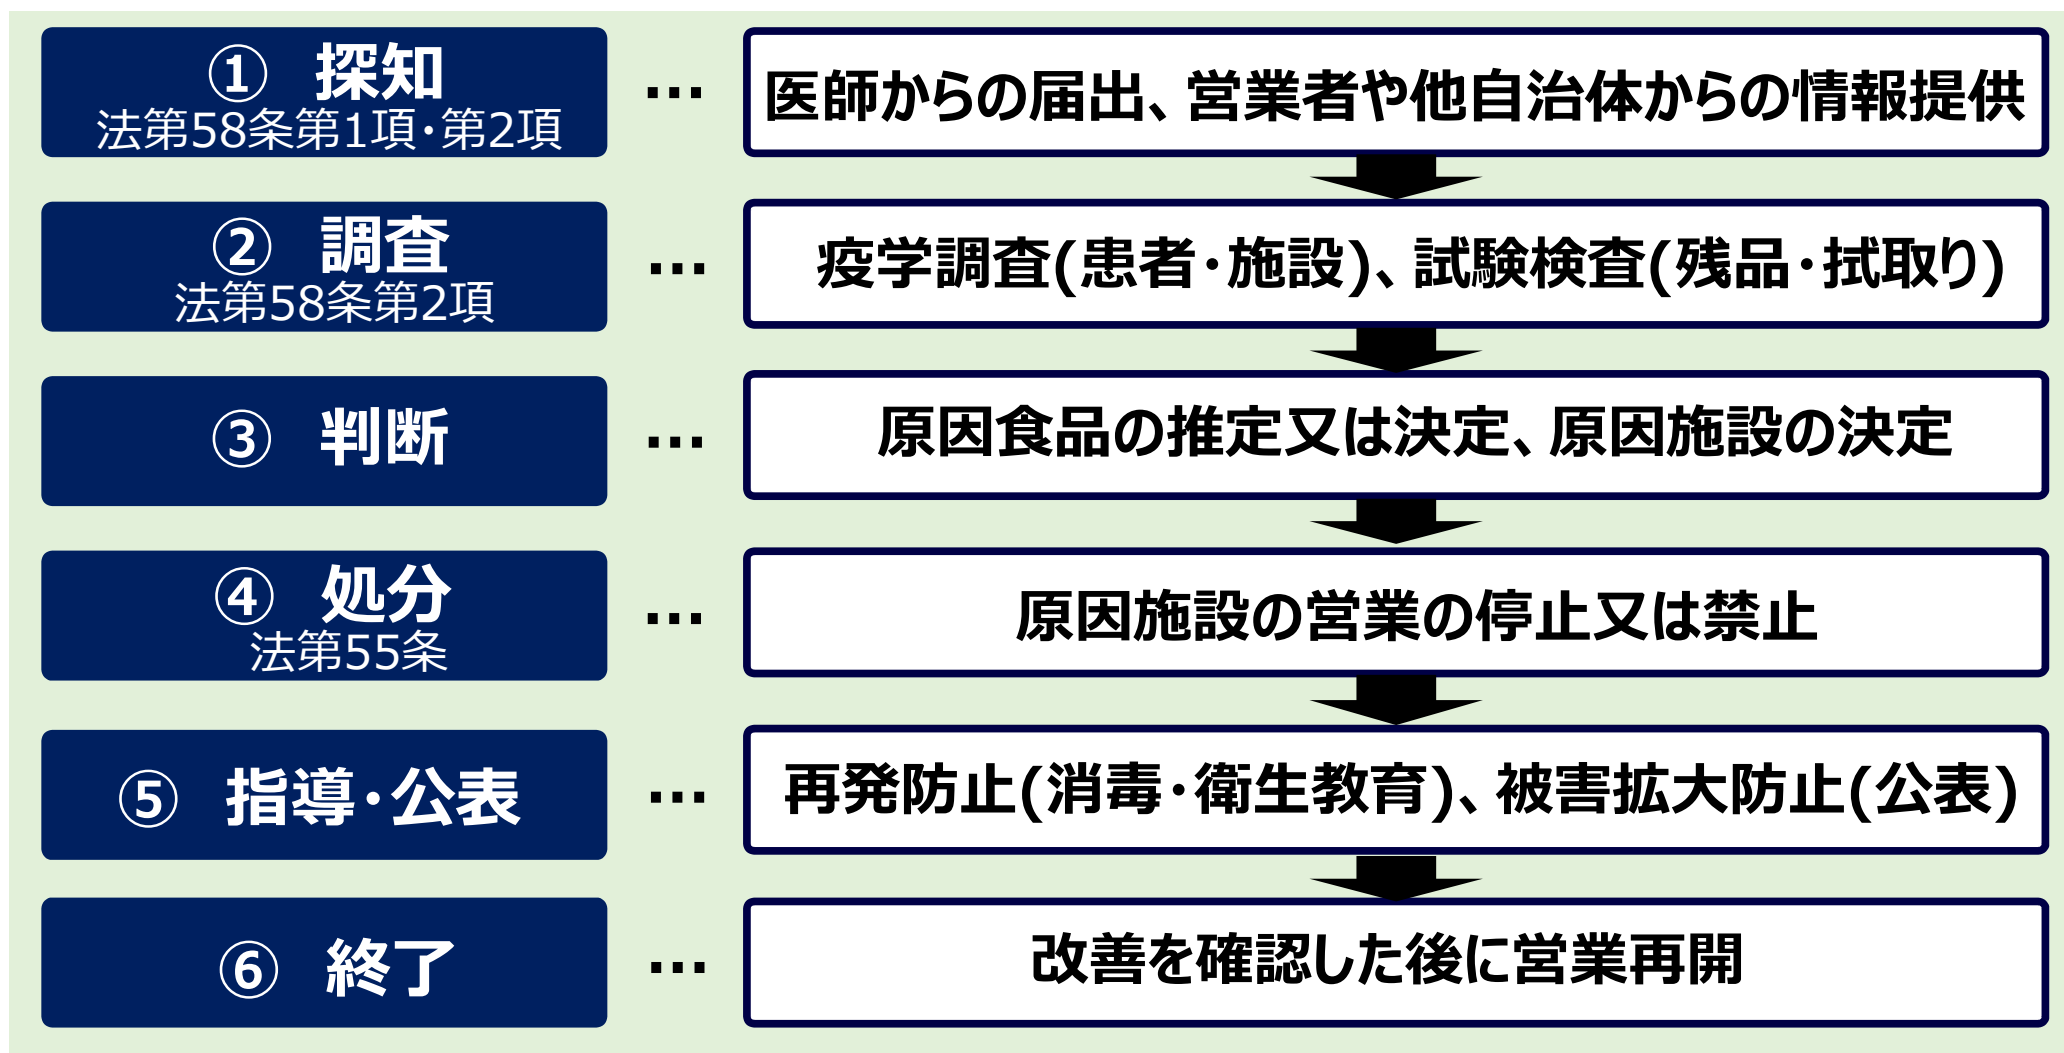 ① 探知
法第58条第1項・第2項
… 医師からの届出、営業者や他自治体からの情報提供
② 調査
法第58条第2項
… 疫学調査(患者・施設)、試験検査(残品・拭取り)
③ 判断
… 原因食品の推定又は決定、原因施設の決定
④ 処分
法第55条
… 原因施設の営業の停止又は禁止
⑤ 指導・公表
… 再発防止(消毒・衛生教育)、被害拡大防止(公表)
⑥ 終了
… 改善を確認した後に営業再開